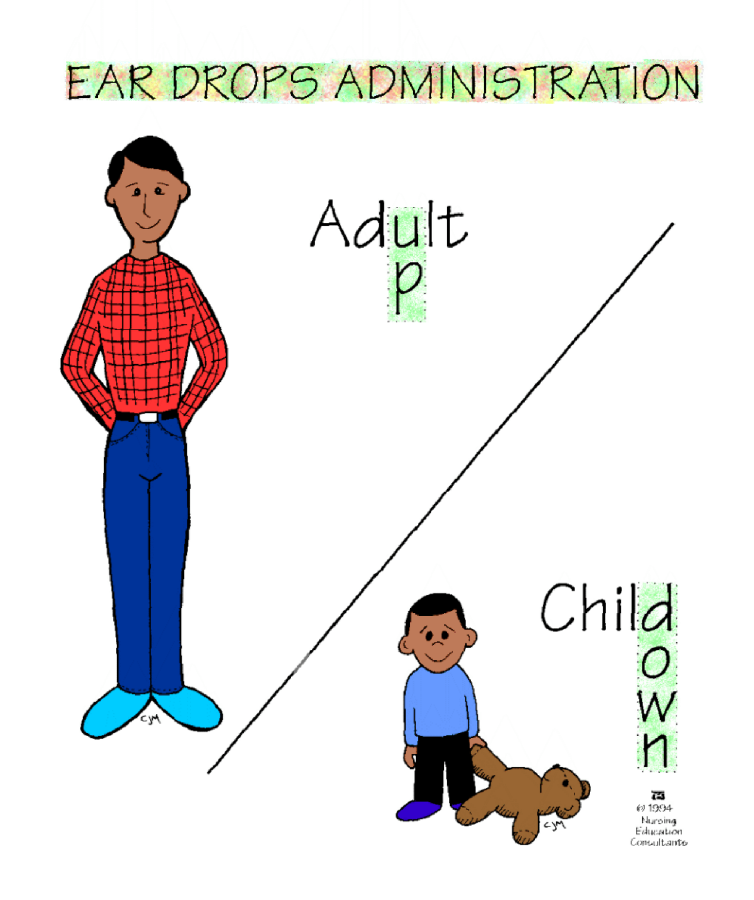 EAR DROPS ADMINISTRATION
Adult
p
Child
o
w
n
CJM
CJM
© 1994
Nursing
Education
Consultants